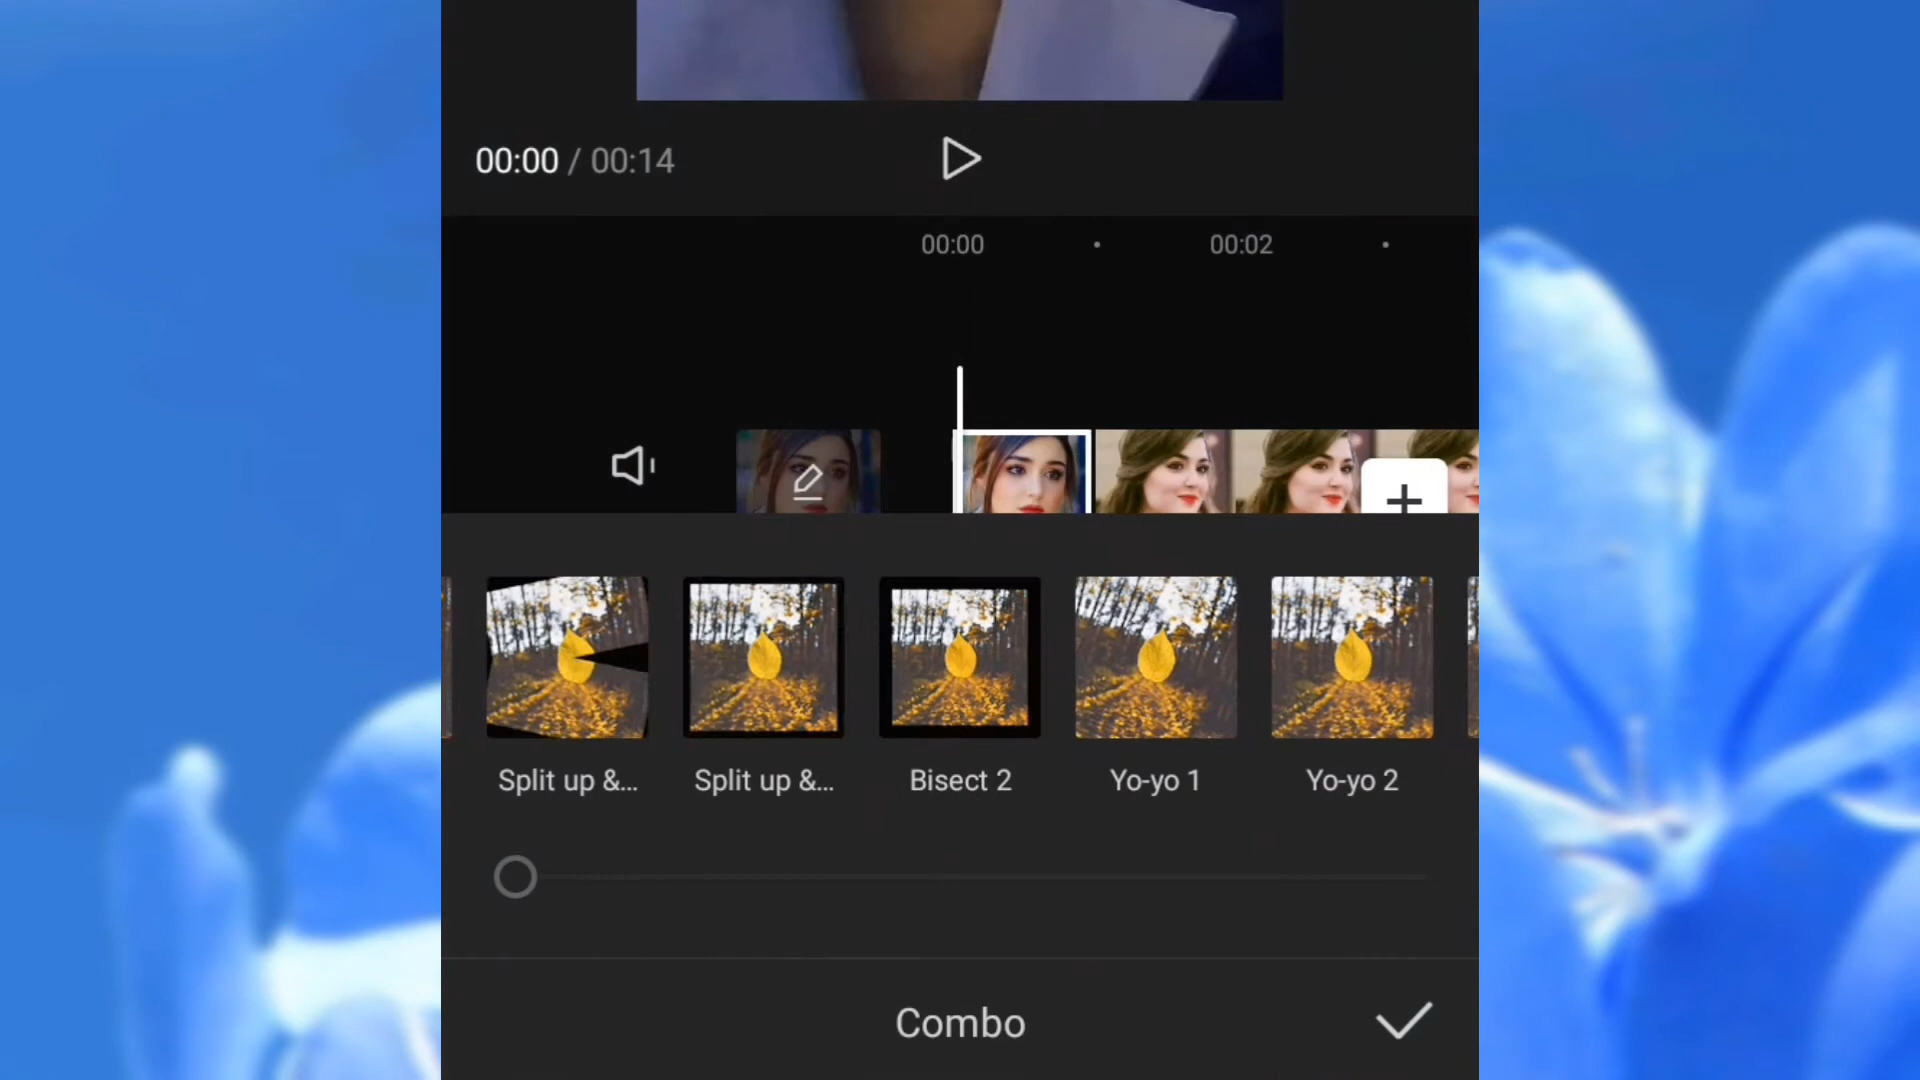 00:00 / 00:14
00:00
00:02
Split up &...
Split up &...
Bisect 2
Yo-yo 1
Yo-yo 2
Combo